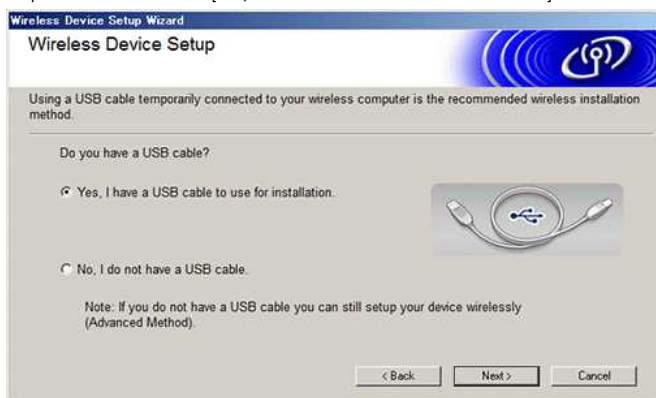 Wireless Device Setup Wizard
Wireless Device Setup
Using a USB cable temporarily connected to your wireless computer is the recommended wireless installation
method.
Do you have a USB cable?
Yes, I have a USB cable to use for installation.
No, I do not have a USB cable.
Note: If you do not have a USB cable you can still setup your device wirelessly
(Advanced Method).
< Back
Next >
Cancel